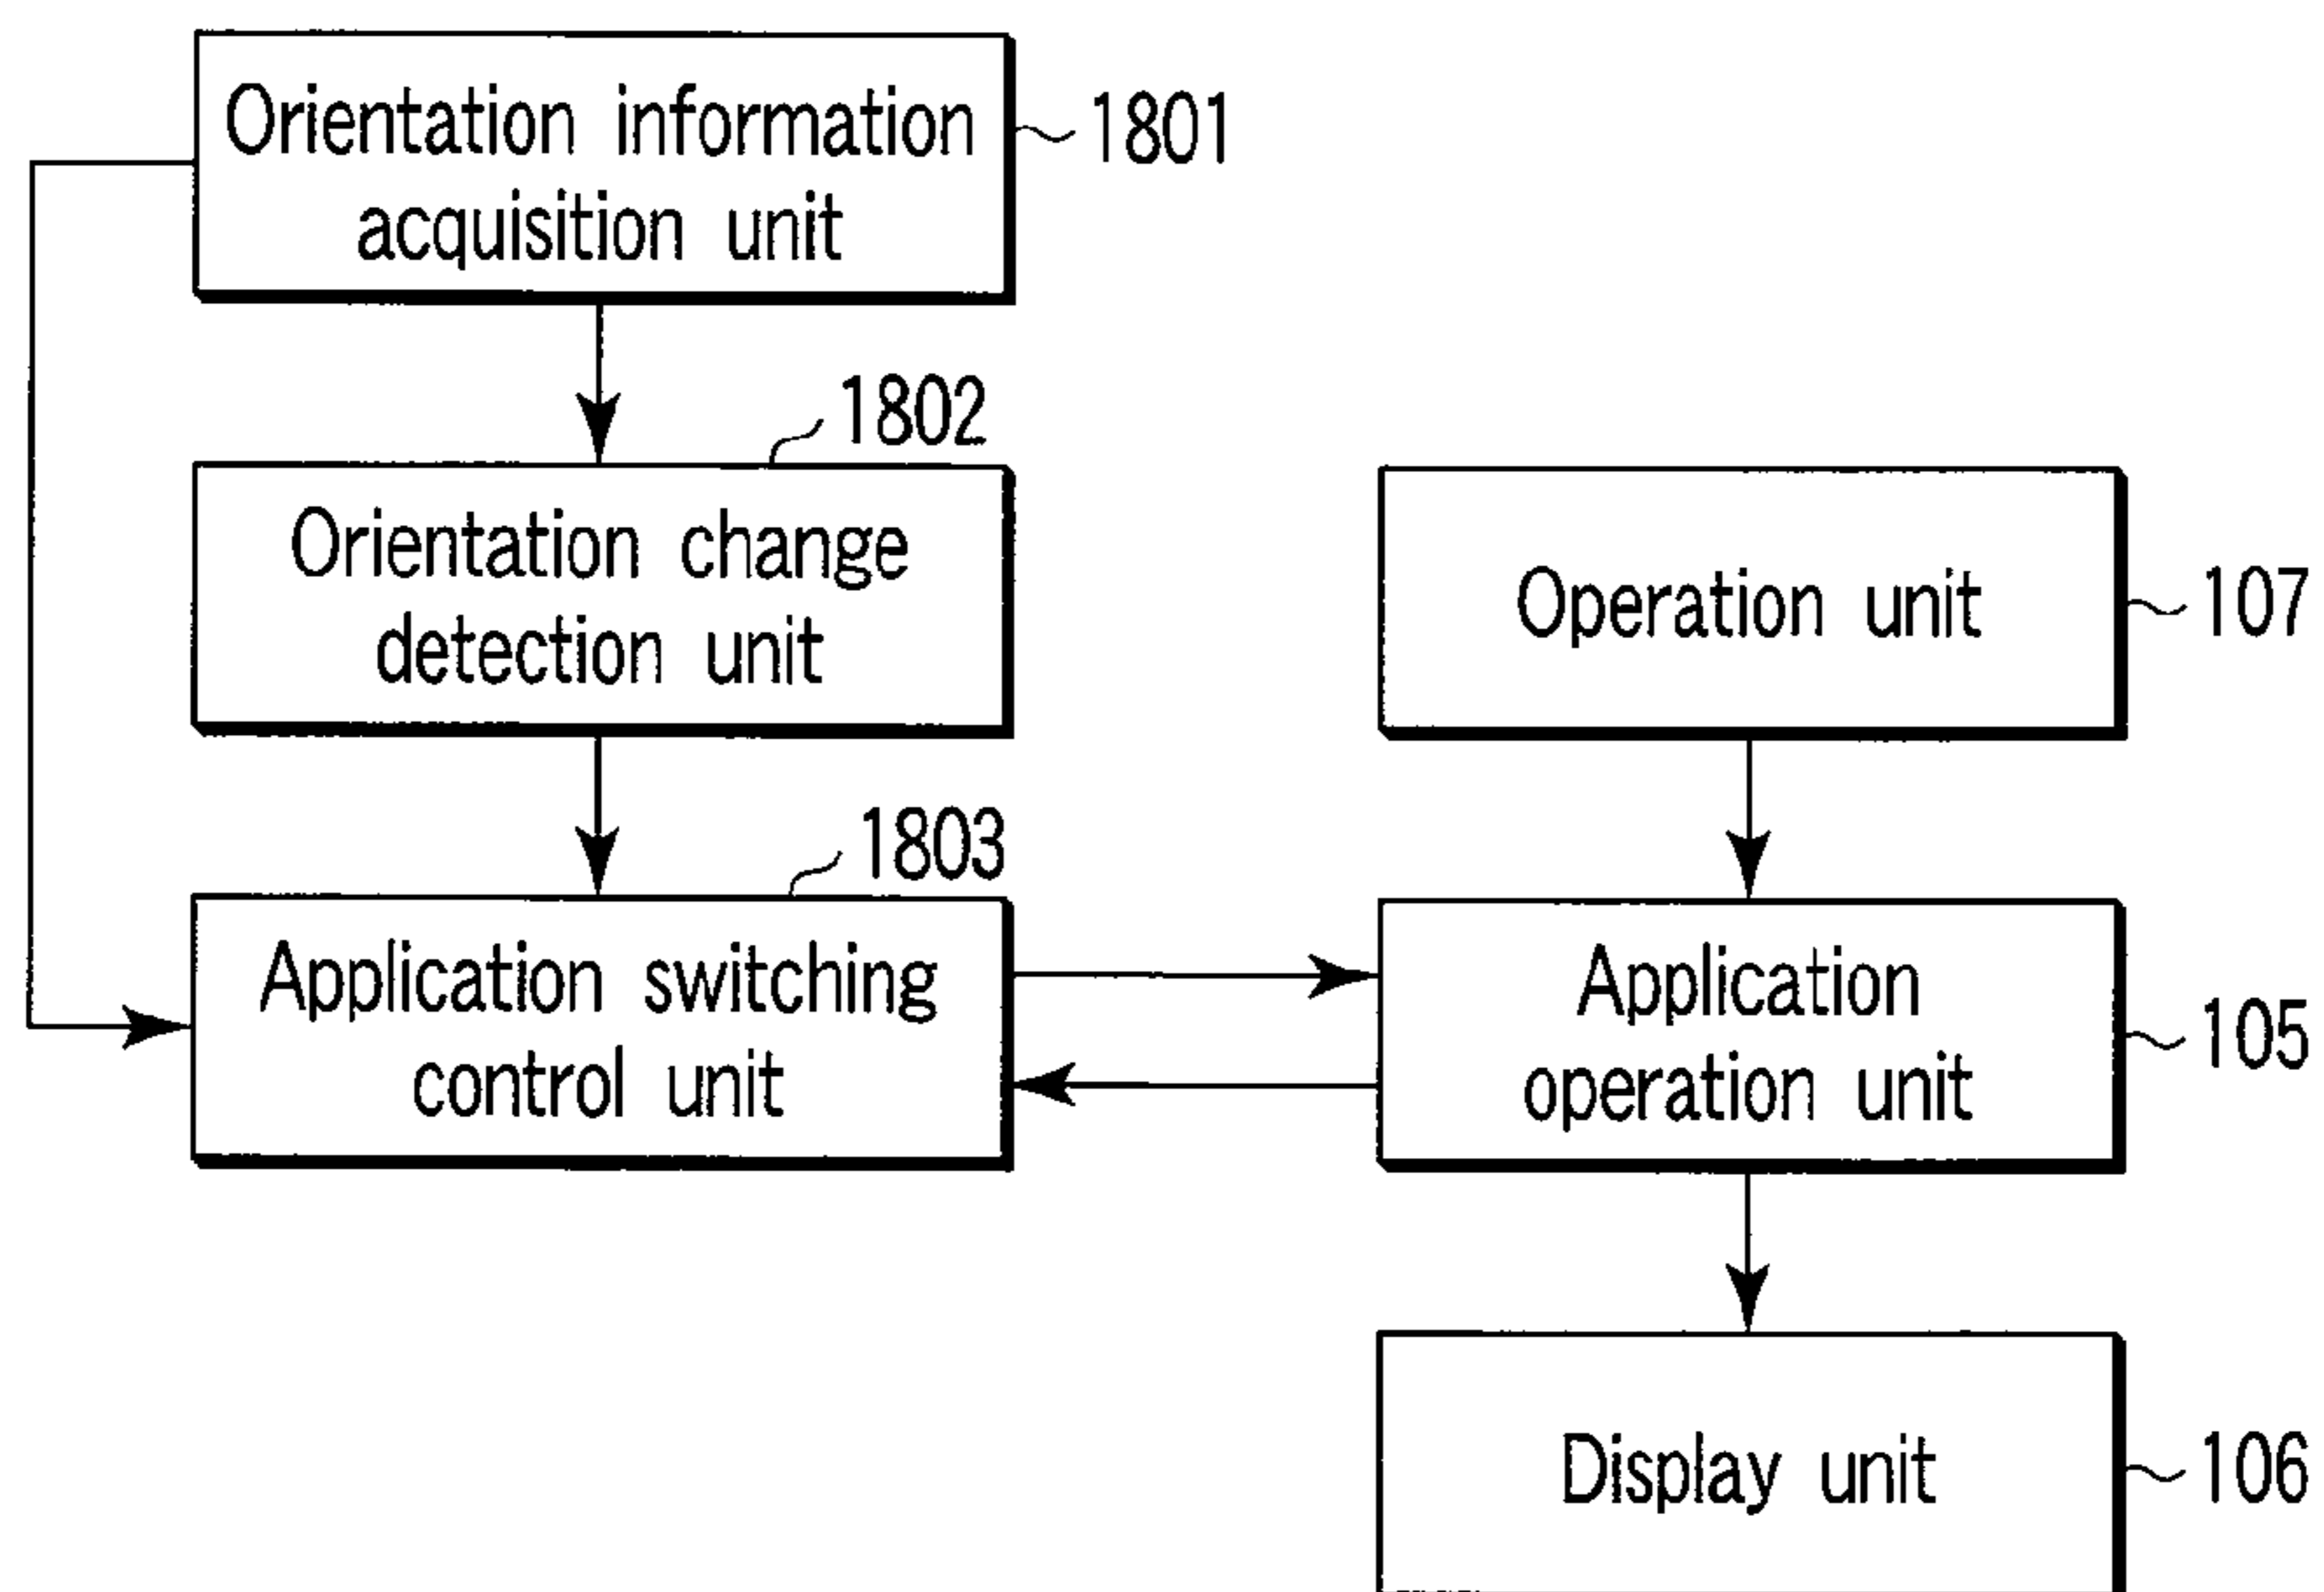 Orientation information
acquisition unit
1801
1802
Orientation change
detection unit
Operation unit
107
1803
Application switching
control unit
Application
operation unit
105
Display unit
106